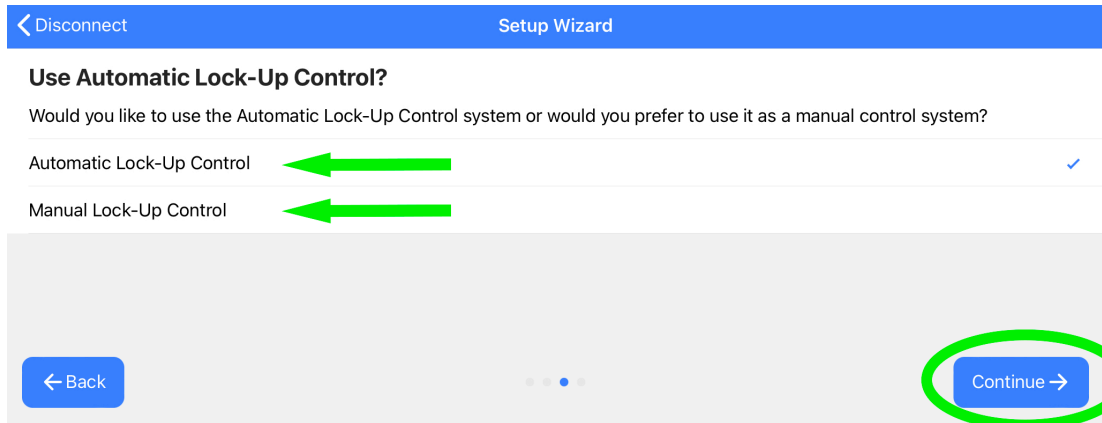 Disconnect
Setup Wizard
Use Automatic Lock-Up Control?
Would you like to use the Automatic Lock-Up Control system or would you prefer to use it as a manual control system?
Automatic Lock-Up Control
Manual Lock-Up Control
Back
Continue